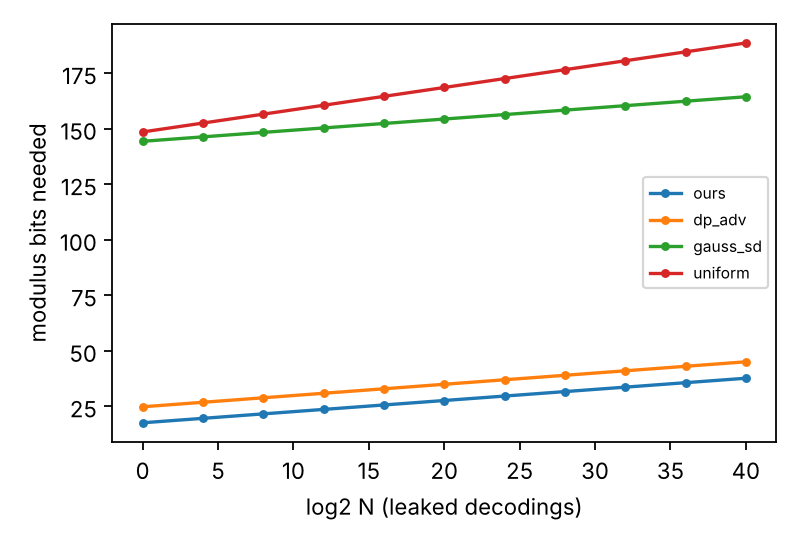 175
150
125
100
75
50
25
modulus bits needed
ours
dp_adv
gauss_sd
uniform
0 5 10 15 20 25 30 35 40
log2 N (leaked decodings)